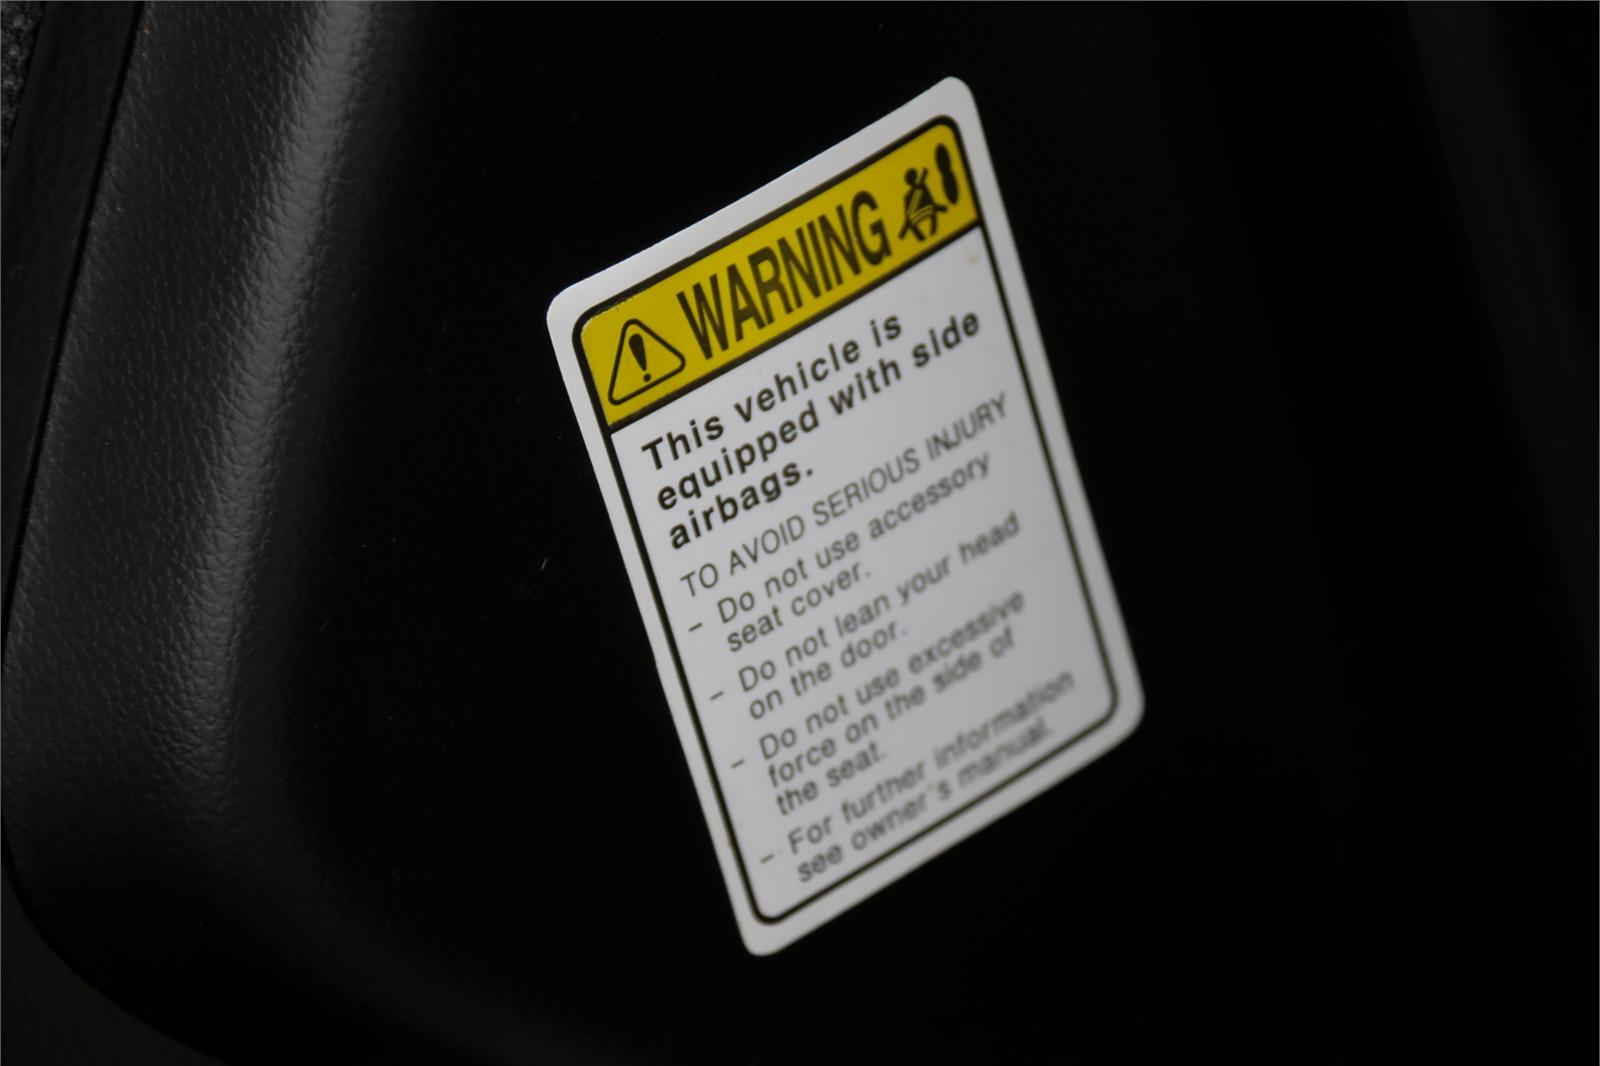 WARNING
This vehicle is
equipped with side
airbags.
TO AVOID SERIOUS INJURY
- Do not use accessory
seat cover.
- Do not lean your head
on the door.
- Do not use excessive
force on the side of
the seat.
- For further information
see owner's manual.